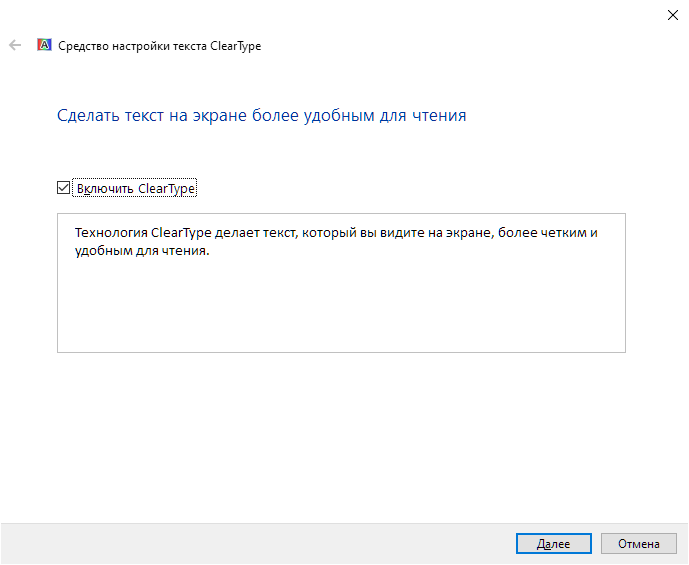 Средство настройки текста ClearType
Сделать текст на экране более удобным для чтения
Включить ClearType
Технология ClearType делает текст, который вы видите на экране, более четким и
удобным для чтения.
Далее
Отмена